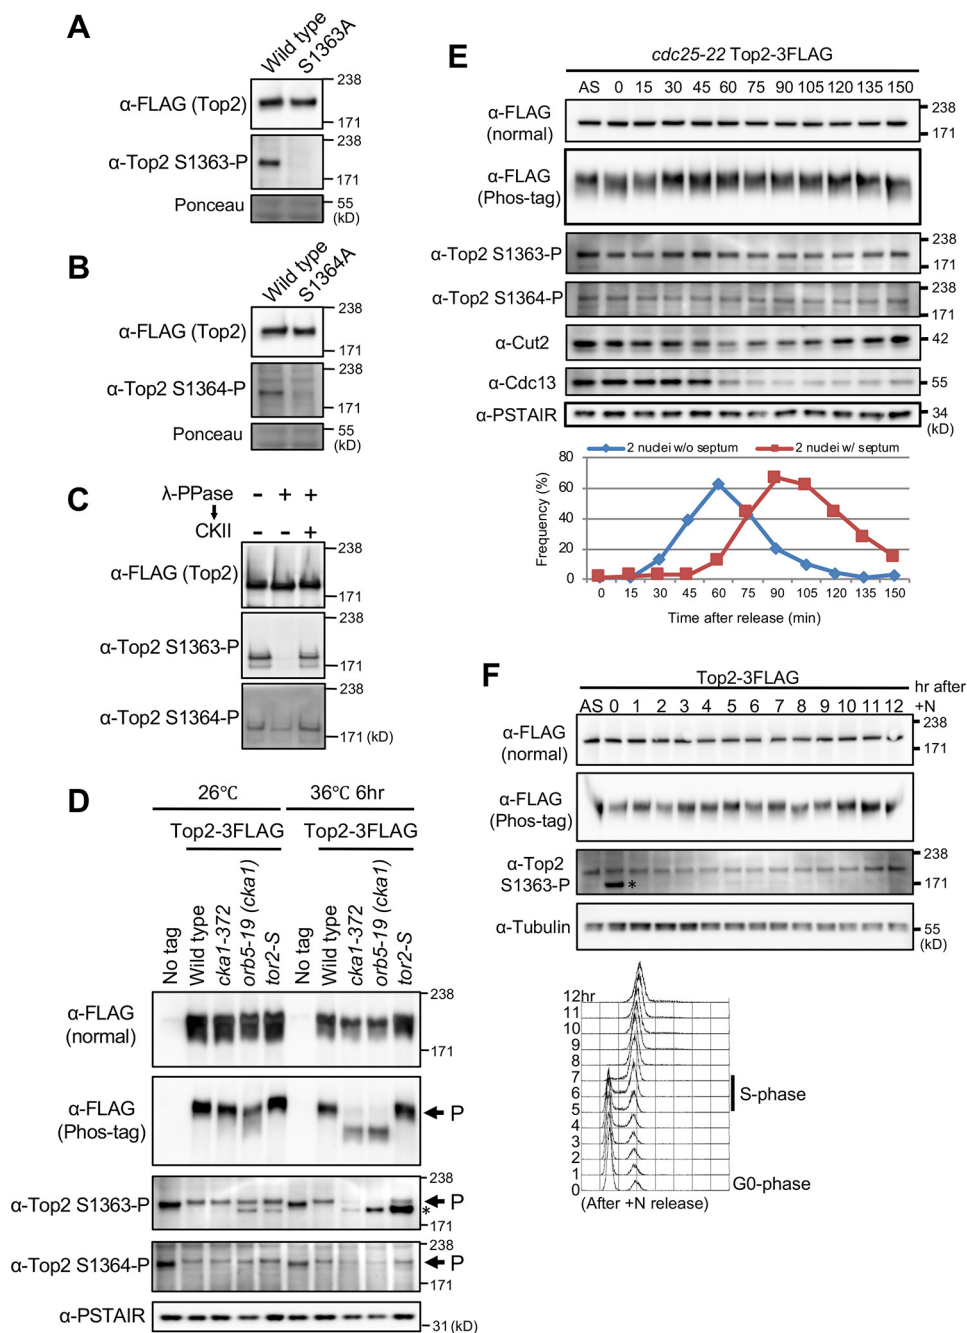 A
Wild type
S1363A
α-FLAG (Top2)
238
171
α-Top2 S1363-P
238
171
Ponceau
55
(kD)
B
Wild type
S1364A
α-FLAG (Top2)
238
171
α-Top2 S1364-P
238
171
Ponceau
55
(kD)
C
λ-PPase
- + +
CKII
- - +
α-FLAG (Top2)
238
171
α-Top2 S1363-P
238
171
α-Top2 S1364-P
238
171 (kD)
D
26℃ 36℃ 6hr
Top2-3FLAG Top2-3FLAG
No tag
Wild type
cka1-372
orb5-19 (cka1)
tor2-S
No tag
Wild type
cka1-372
orb5-19 (cka1)
tor2-S
α-FLAG
(normal)
238
171
α-FLAG
(Phos-tag)
P
α-Top2 S1363-P
238
P
*
171
α-Top2 S1364-P
238
P
171
α-PSTAIR
31 (kD)
E
cdc25-22 Top2-3FLAG
AS 0 15 30 45 60 75 90 105 120 135 150
α-FLAG
(normal)
238
171
α-FLAG
(Phos-tag)
α-Top2 S1363-P
238
171
α-Top2 S1364-P
238
171
α-Cut2
42
α-Cdc13
55
α-PSTAIR
34
(kD)
2 nuclei w/o septum 2 nuclei w/ septum
Frequency (%)
80
60
40
20
0
0 15 30 45 60 75 90 105 120 135 150
Time after release (min)
F
Top2-3FLAG
hr after
+N
AS 0 1 2 3 4 5 6 7 8 9 10 11 12
α-FLAG
(normal)
238
171
α-FLAG
(Phos-tag)
α-Top2
S1363-P
*
238
171
α-Tubulin
55
(kD)
12hr
11
10
9
8
7
6
5
4
3
2
1
0
S-phase
G0-phase
(After +N release)